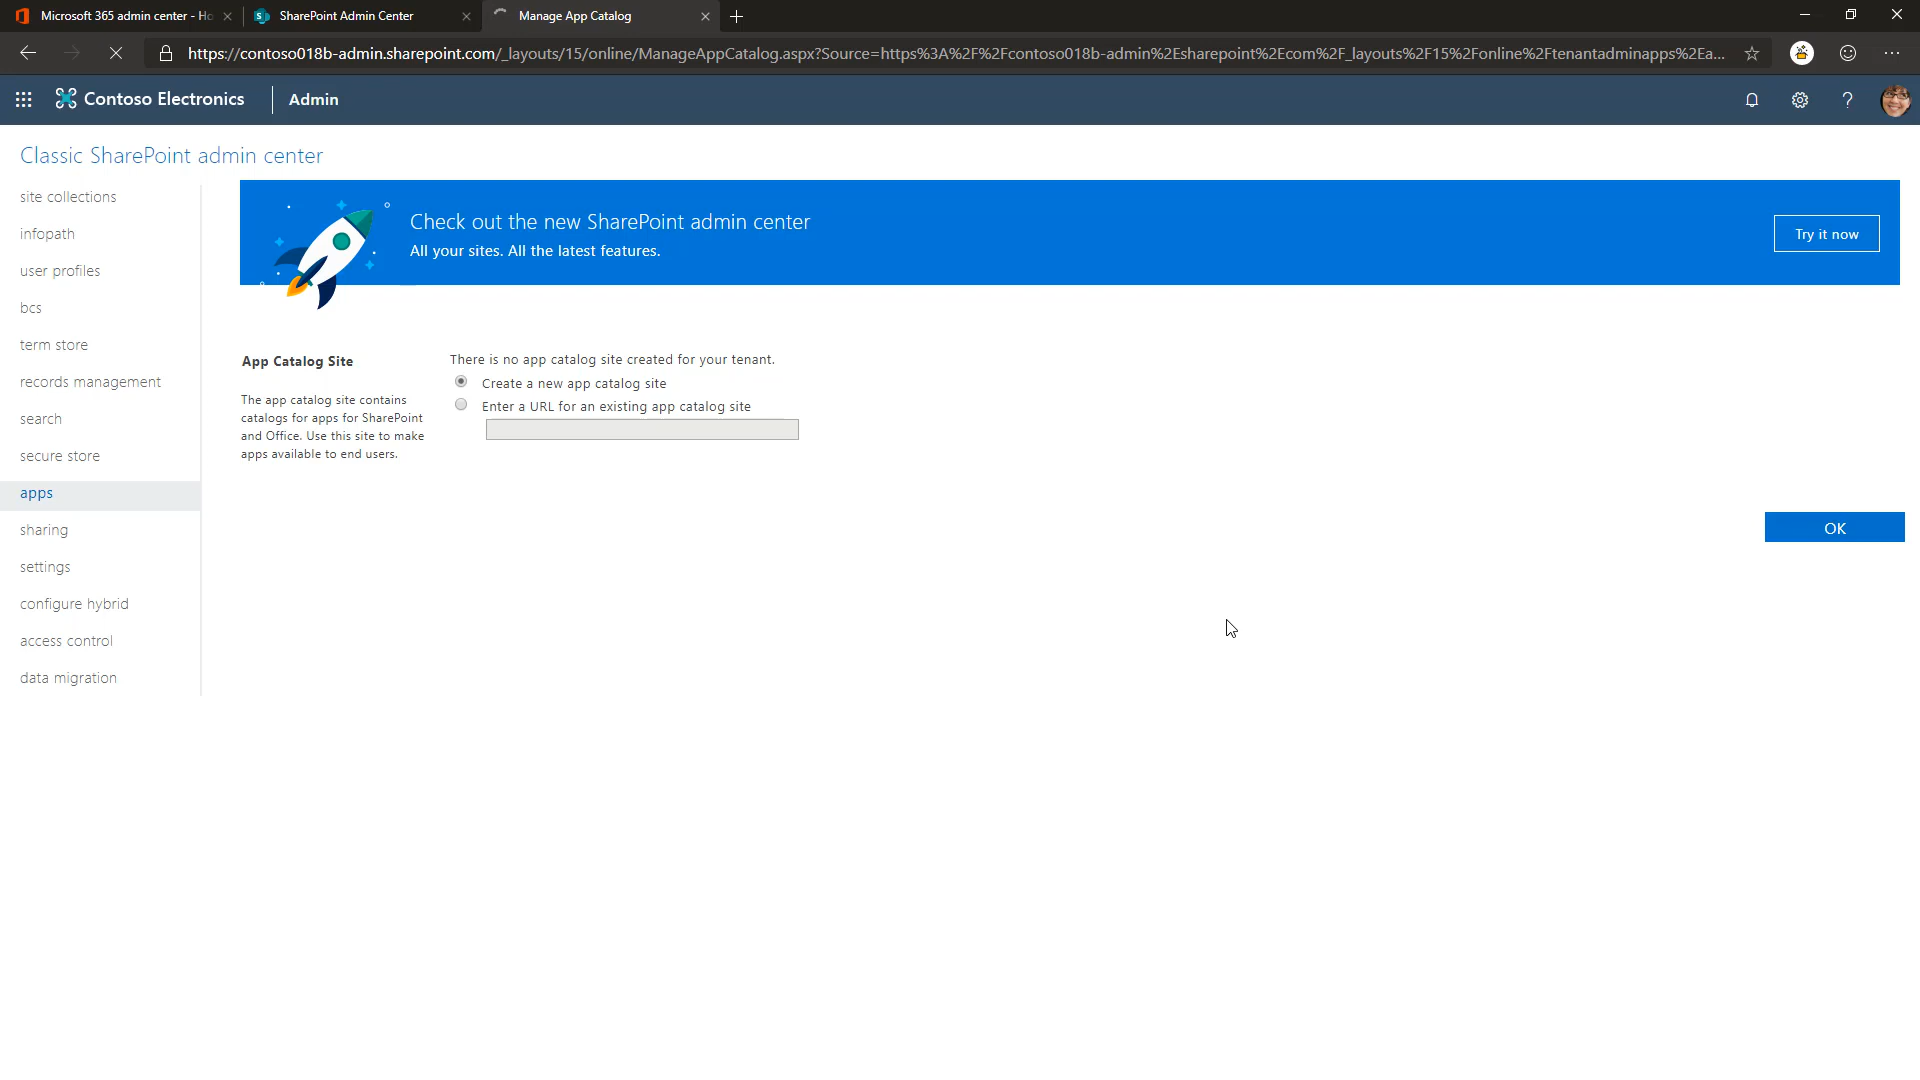 Microsoft 365 admin center - Ho
SharePoint Admin Center
Manage App Catalog
https://contoso018b-admin.sharepoint.com/_layouts/15/online/ManageAppCatalog.aspx?Source=https%3A%2F%2Fcontoso018b-admin%2Esharepoint%2Ecom%2F_layouts%2F15%2Fonline%2Ftenantadminapps%2Ea...
Contoso Electronics
Admin
Classic SharePoint admin center
site collections
infopath
user profiles
bcs
term store
records management
search
secure store
apps
sharing
settings
configure hybrid
access control
data migration
Check out the new SharePoint admin center
All your sites. All the latest features.
Try it now
App Catalog Site
The app catalog site contains
catalogs for apps for SharePoint
and Office. Use this site to make
apps available to end users.
There is no app catalog site created for your tenant.
Create a new app catalog site
Enter a URL for an existing app catalog site
OK